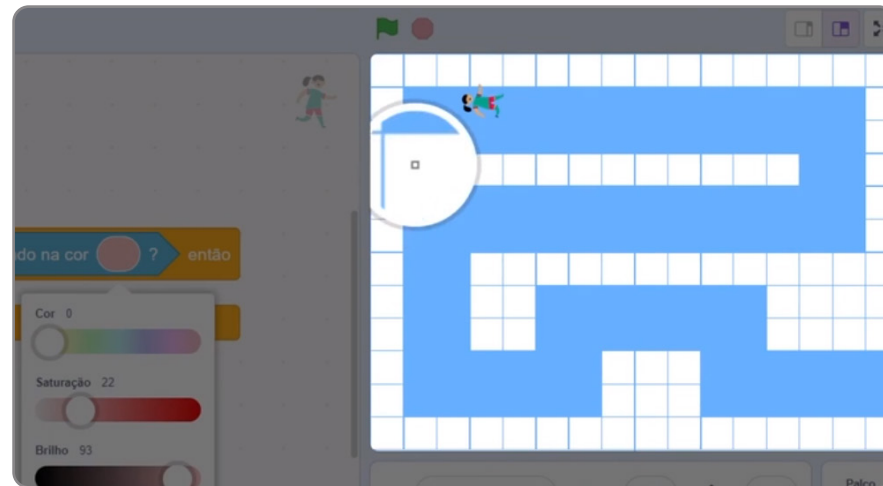 do na cor ? então
Cor 0
Saturação 22
Brilho 93
Palco